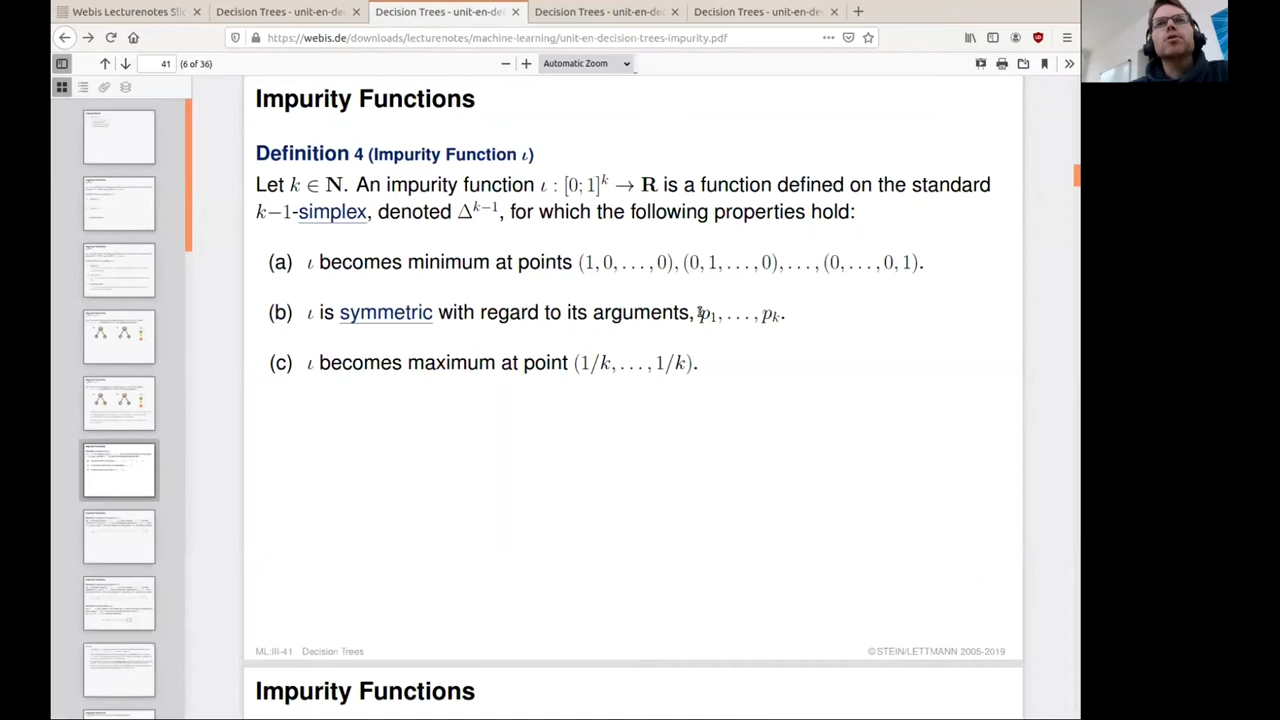 Webis Lecturenotes Slic
Decision Trees - unit-en-de
Decision Trees - unit-en-de
Decision Trees - unit-en-de
Decision Trees - unit-en-de
https://webis.de/downloads/lecturenotes/machine-learning/unit-en-decision-trees-impurity.pdf
41 (6 of 36)
Automatic Zoom
Impurity Functions
Definition 4 (Impurity Function ι)
Let k ∈ N. An impurity function ι : [0; 1]^k → R is a function defined on the standard
k−1-simplex, denoted Δ^{k−1}, for which the following properties hold:
a) ι becomes minimum at points (1, 0, . . . , 0), (0, 1, . . . , 0), . . . , (0, . . . , 0, 1).
(b) ι is symmetric with regard to its arguments, p₁, . . . , pₖ.
(c) ι becomes maximum at point (1/k, . . . , 1/k).
ML:III-41 Decision Trees
©STEIN/LETTMANN 2005-2019
Impurity Functions